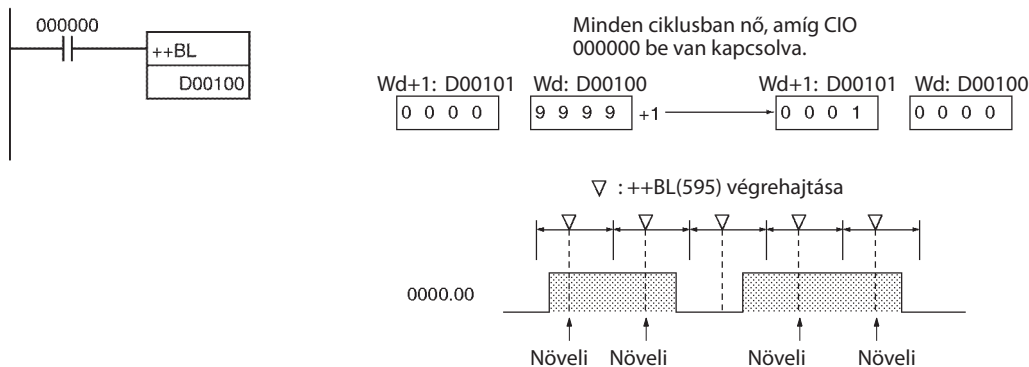 000000
++BL
D00100
Minden ciklusban nő, amíg CIO
000000 be van kapcsolva.
Wd+1: D00101 Wd: D00100 Wd+1: D00101 Wd: D00100
0 0 0 0 9 9 9 9 +1 0 0 0 1 0 0 0 0
: ++BL(595) végrehajtása
0000.00
Növeli Növeli Növeli Növeli